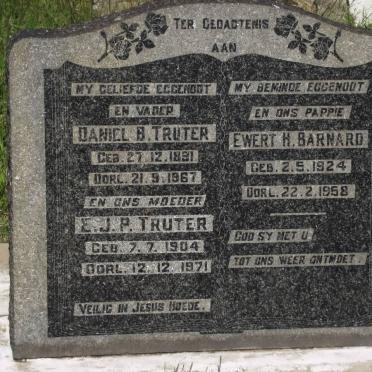 TER GEDAGTENIS
AAN
MY GELIEFDE EGGENOOT
EN VADER
DANIEL B. TRUTER
GEB. 27.12.1891
OORL. 21.9.1967
EN ONS MOEDER
E.J.P. TRUTER
GEB. 7.7.1904
OORL. 12.12.1971
VEILIG IN JESUS HOEDE.
MY BEMINDE EGGENOOT
EN ONS PAPPIE
EWERT H. BARNARD
GEB. 2.5.1924
OORL. 22.2.1958
GOD SY MET U
TOT ONS WEER ONTMOET.